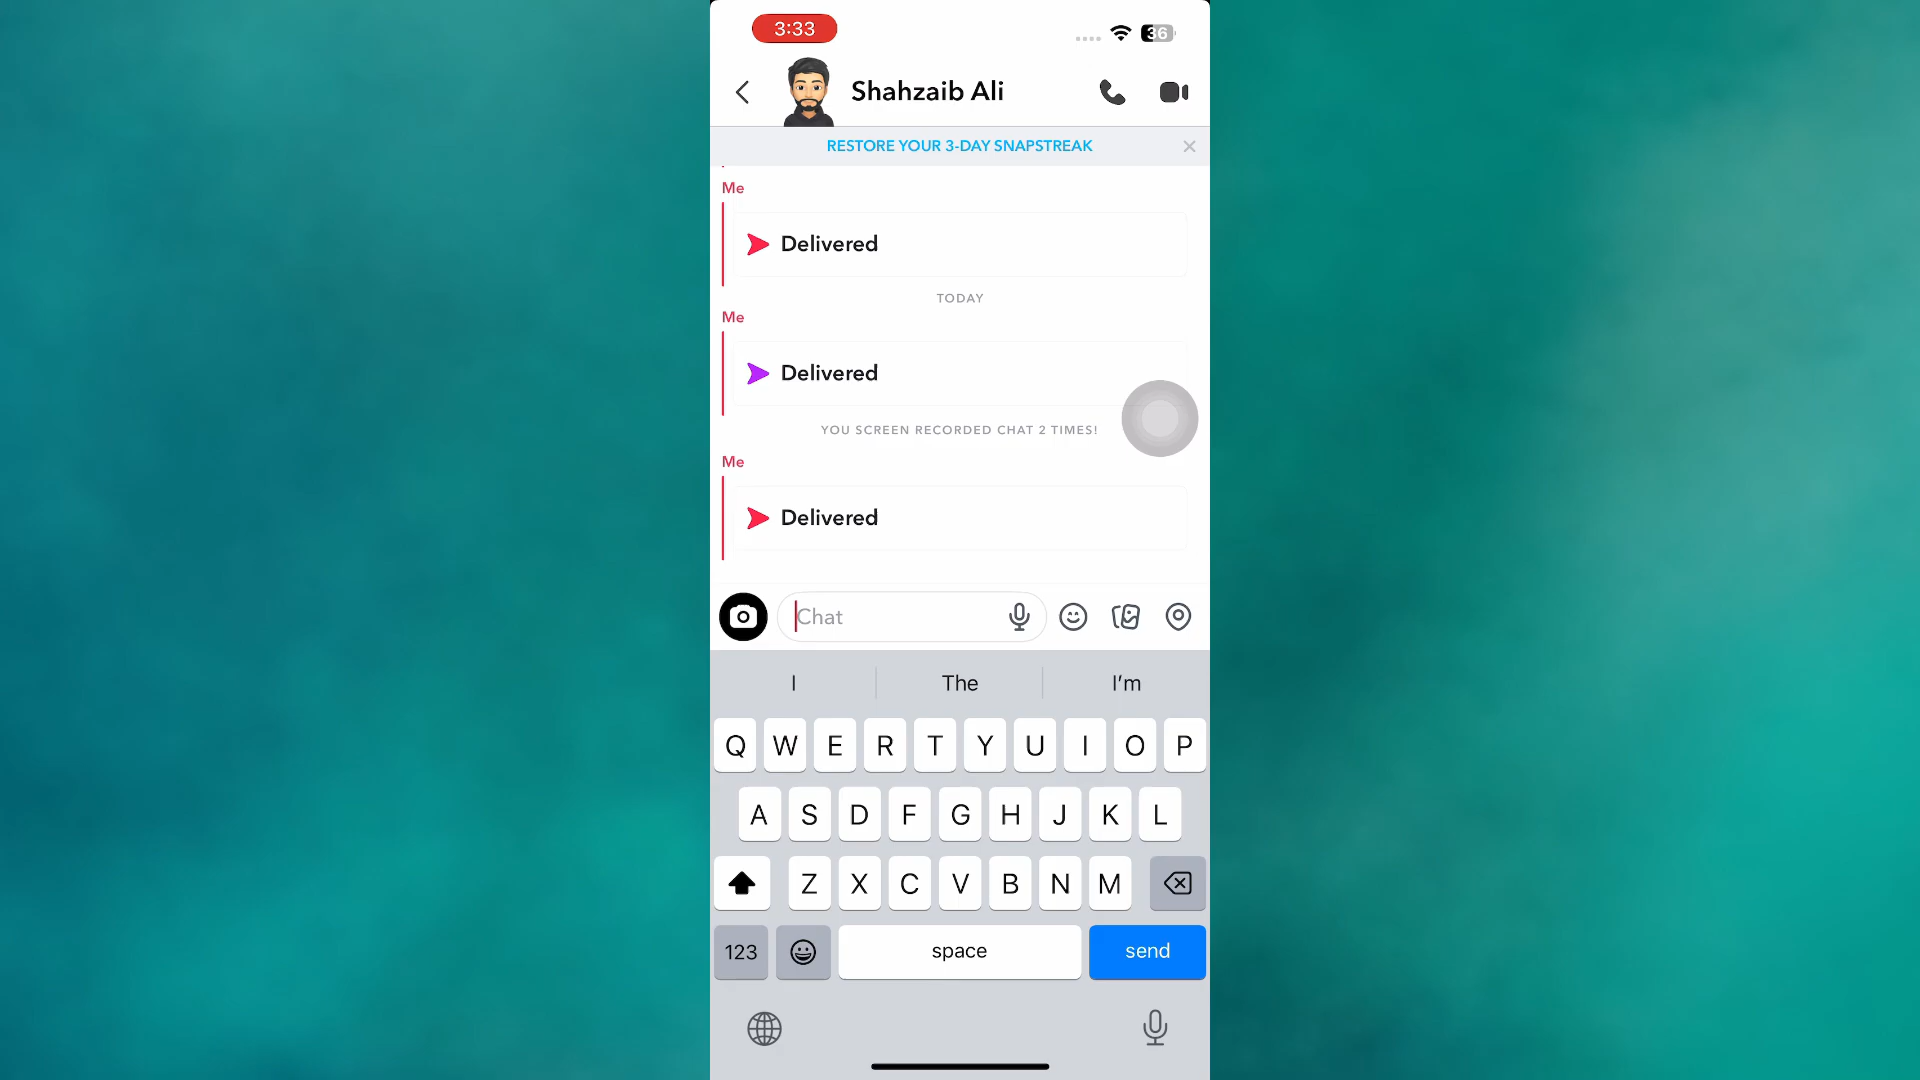 3:33
36
Shahzaib Ali
RESTORE YOUR 3-DAY SNAPSTREAK
Me
Delivered
TODAY
Me
Delivered
YOU SCREEN RECORDED CHAT 2 TIMES!
Me
Delivered
Chat
I The I'm
Q W E R T Y U I O P
A S D F G H J K L
Z X C V B N M
123 space send